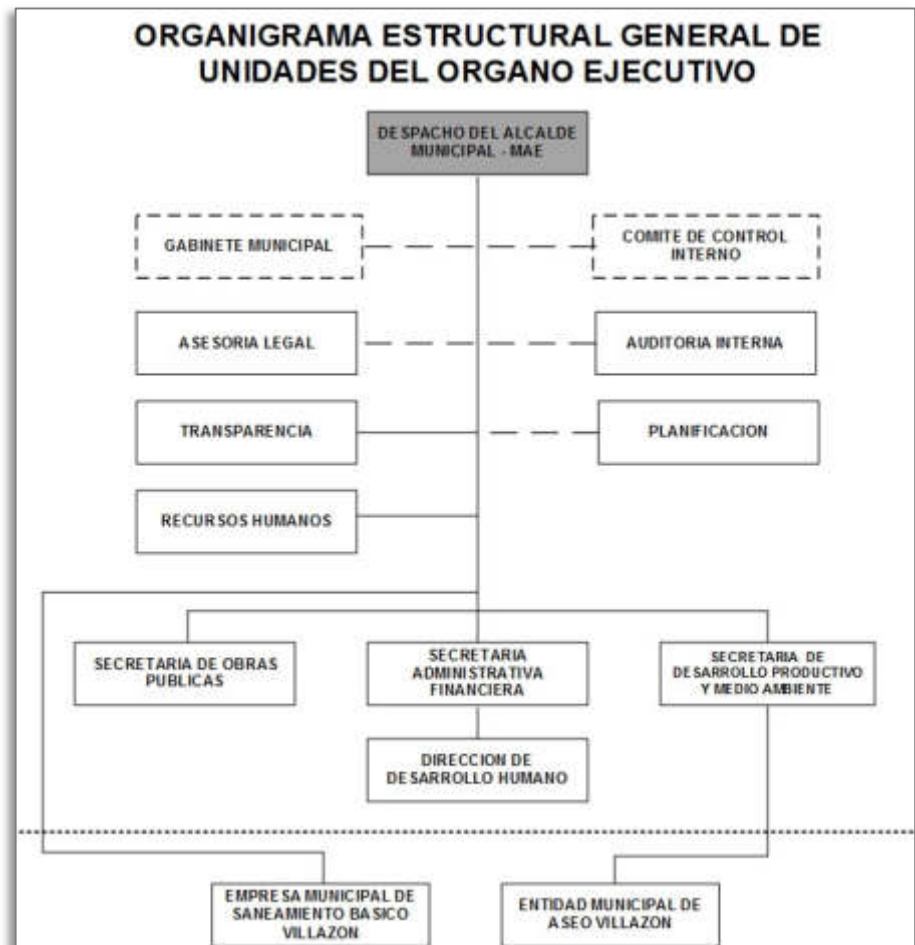 ORGANIGRAMA ESTRUCTURAL GENERAL DE
UNIDADES DEL ORGANO EJECUTIVO
DESPACHO DEL ALCALDE
MUNICIPAL - MAE
GABINETE MUNICIPAL
COMITE DE CONTROL
INTERNO
ASESORIA LEGAL
AUDITORIA INTERNA
TRANSPARENCIA
PLANIFICACION
RECURSOS HUMANOS
SECRETARIA DE OBRAS
PUBLICAS
SECRETARIA
ADMINISTRATIVA
FINANCIERA
SECRETARIA DE
DESARROLLO PRODUCTIVO
Y MEDIO AMBIENTE
DIRECCION DE
DESARROLLO HUMANO
EMPRESA MUNICIPAL DE
SANEAMIENTO BASICO
VILLAZON
ENTIDAD MUNICIPAL DE
ASEO VILLAZON